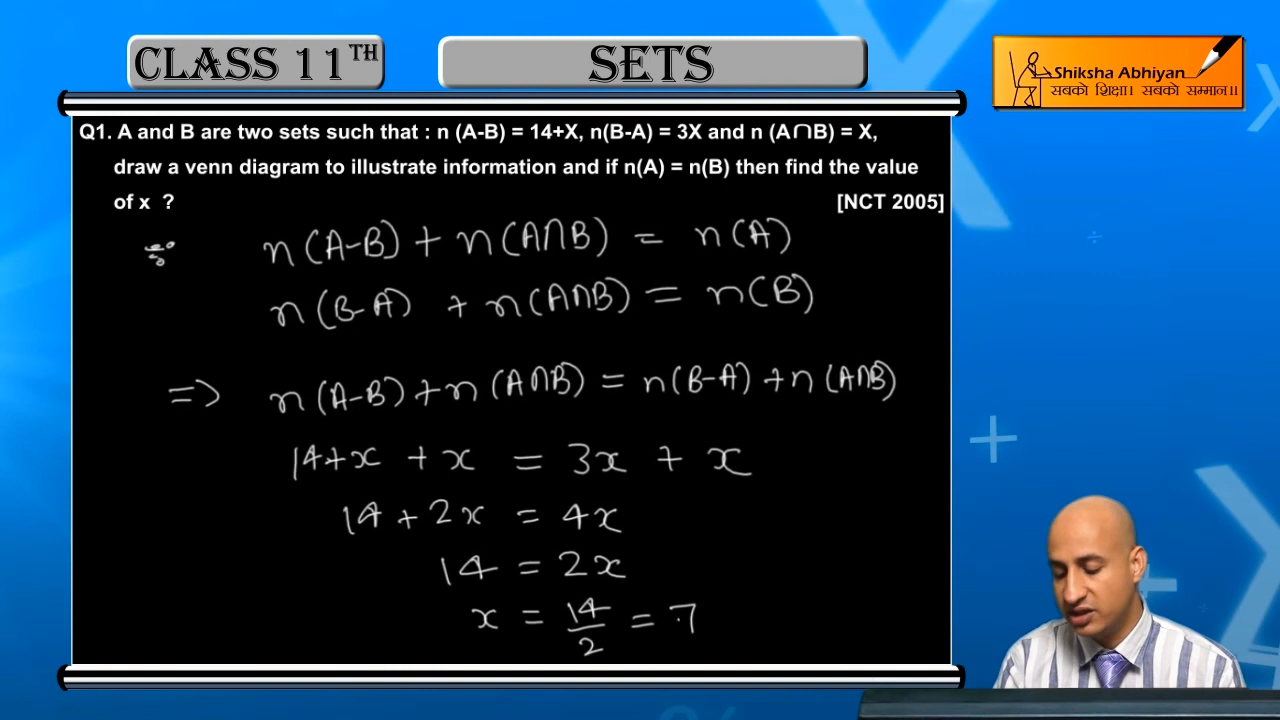 CLASS 11TH
SETS
Shiksha Abhiyan
सबको शिक्षा। सबको सम्मान॥
Q1. A and B are two sets such that : n (A-B) = 14+X, n(B-A) = 3X and n (A∩B) = X,
draw a venn diagram to illustrate information and if n(A) = n(B) then find the value
of x ?
[NCT 2005]
n(A-B) + n(A∩B) = n(A)
n(B-A) + n(A∩B) = n(B)
=> n(A-B) + n(A∩B) = n(B-A) + n(A∩B)
14+x + x = 3x + x
14 + 2x = 4x
14 = 2x
x = 14/2 = 7